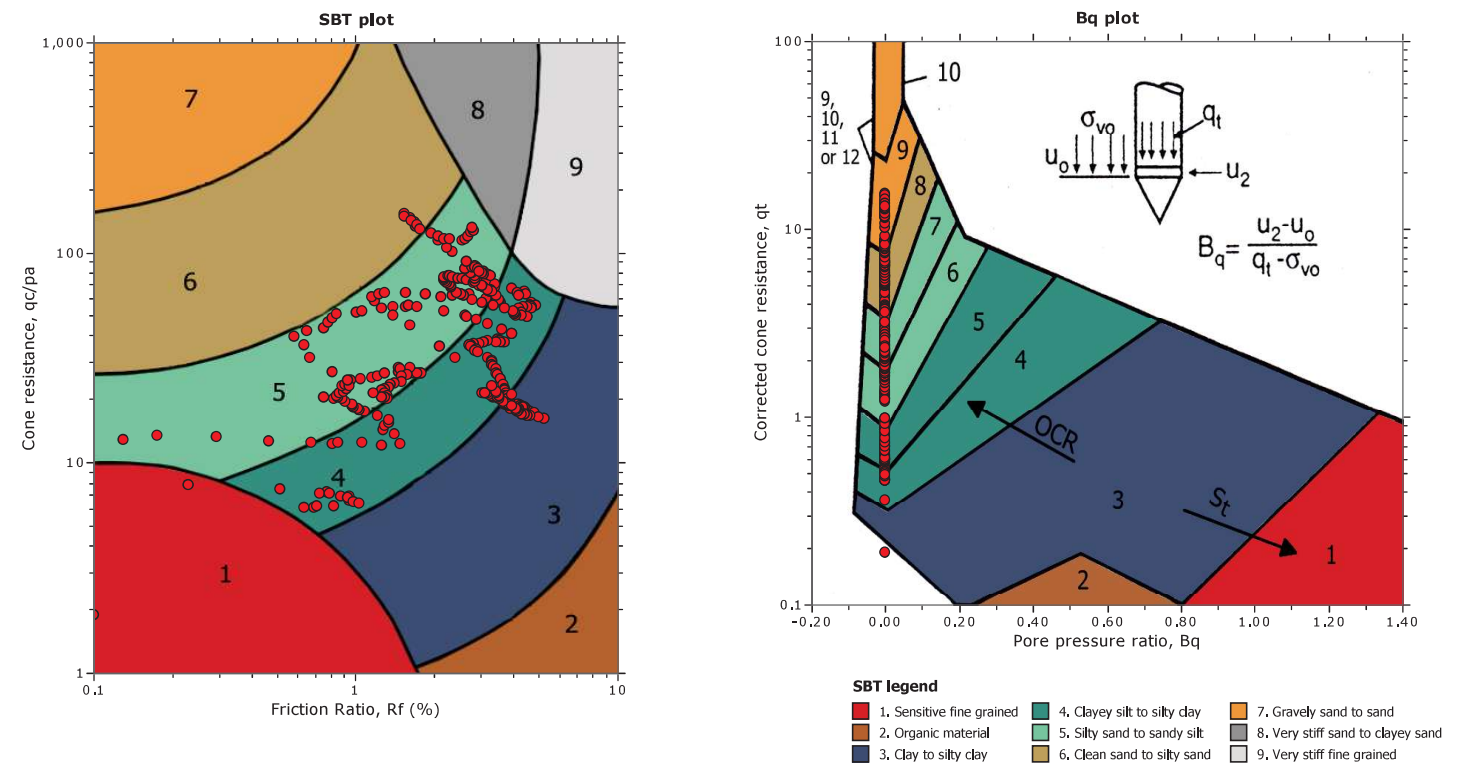 SBT plot
1,000
100
10
1
Cone resistance, qc/pa
7
8
9
6
5
4
3
1
2
0.1
1
10
Friction Ratio, Rf (%)
Bq plot
100
10
1
0.1
Corrected cone resistance, qt
10
9,
10,
11
or 12
9
8
7
6
5
4
3
2
1
OCR
St
σvo
qt
uo
u2
Bq= u2-uo
qt-σvo
-0.20
0.00
0.20
0.40
0.60
0.80
1.00
1.20
1.40
Pore pressure ratio, Bq
SBT legend
1. Sensitive fine grained
2. Organic material
3. Clay to silty clay
4. Clayey silt to silty clay
5. Silty sand to sandy silt
6. Clean sand to silty sand
7. Gravely sand to sand
8. Very stiff sand to clayey sand
9. Very stiff fine grained